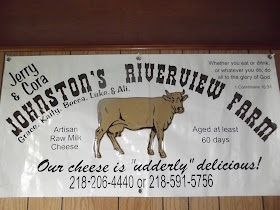 Jerry
& Cora
JOHNSTON'S RIVERVIEW FARM
Grace, Kaity, Becca, Luke, & Ali.
Whether you eat or drink,
or whatever you do, do
all to the glory of God.
1 Corinthians 10:31
Artisan
Raw Milk
Cheese
Aged at least
60 days
Our cheese is "udderly" delicious!
218-206-4440 or 218-591-5756